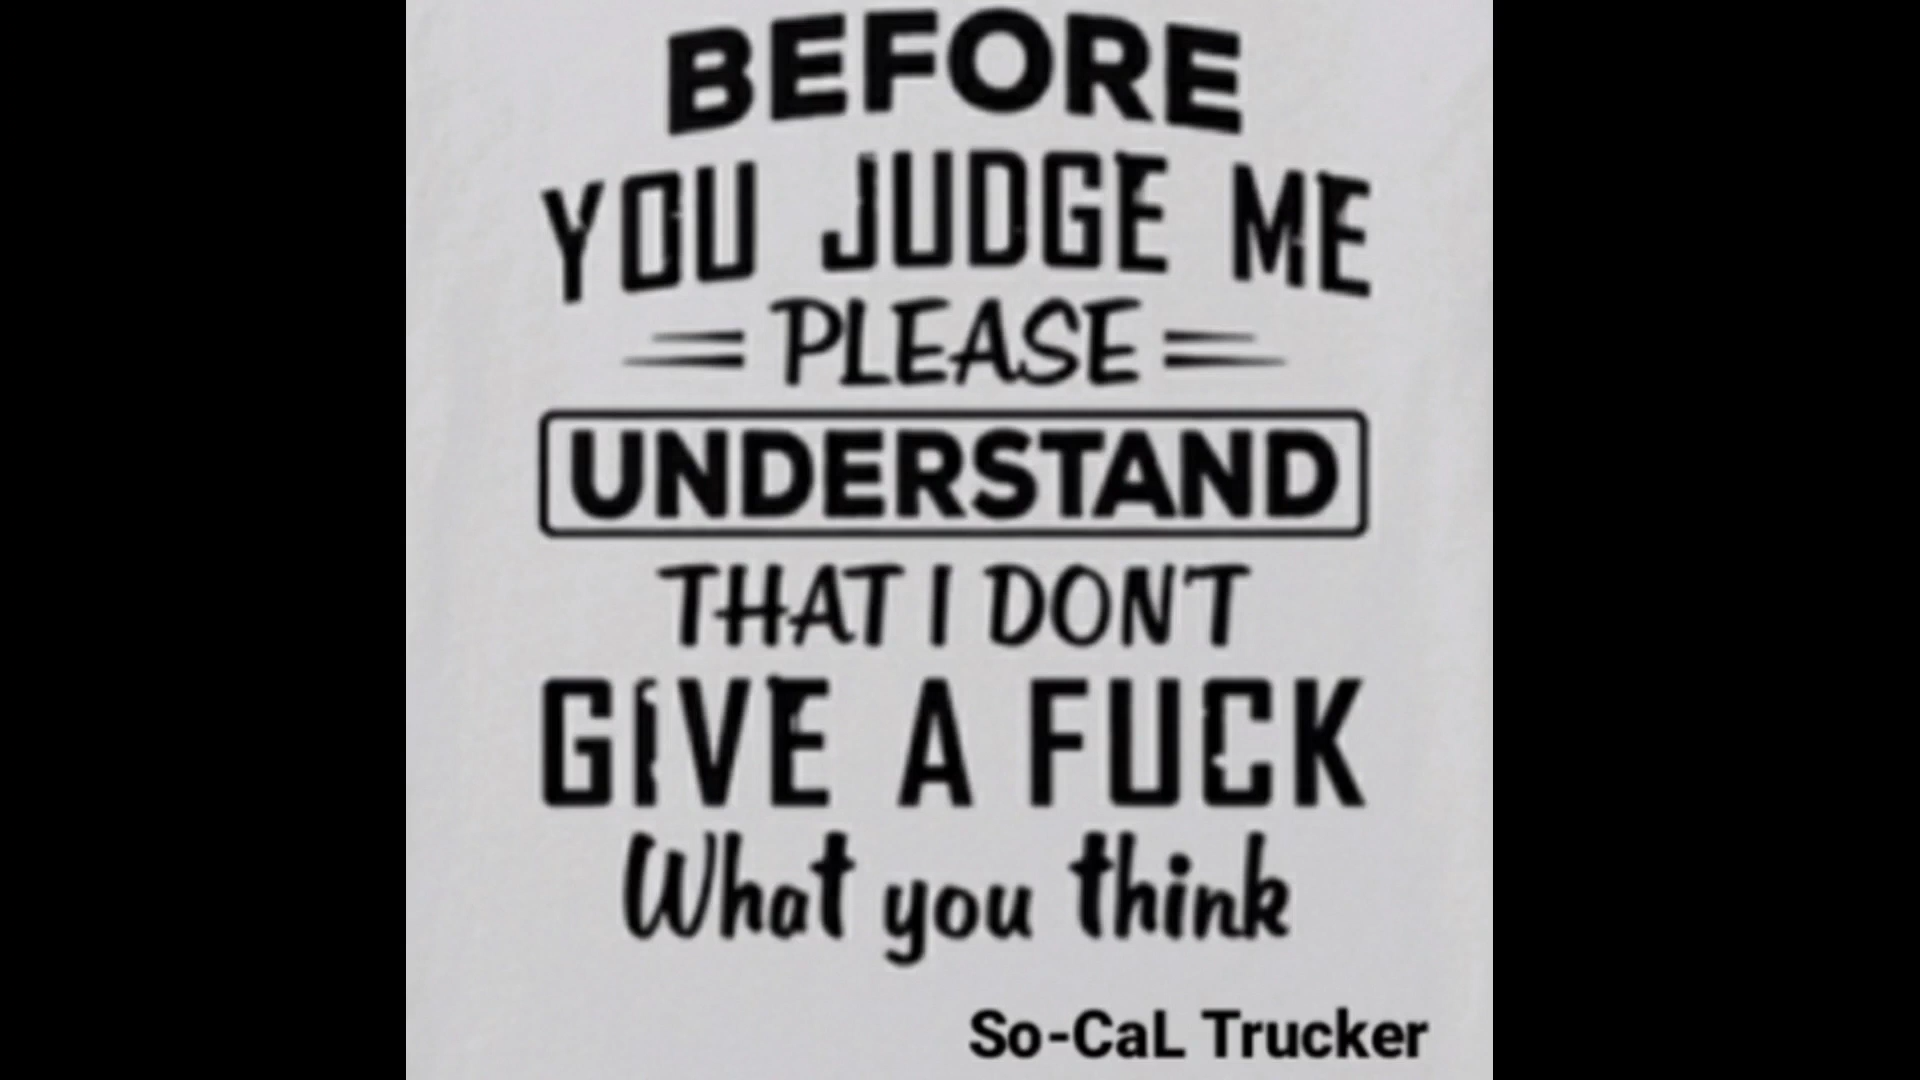 BEFORE
YOU JUDGE ME
PLEASE
UNDERSTAND
THAT I DON'T
GIVE A FUCK
What you think
So-CaL Trucker